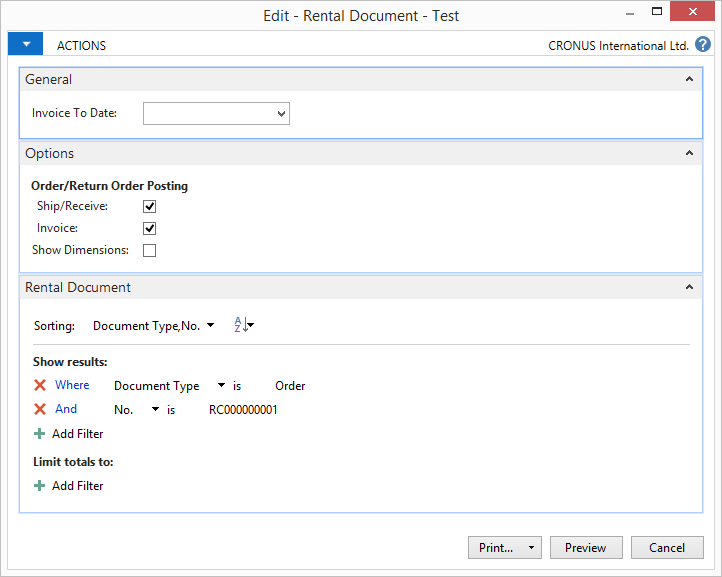 Edit - Rental Document - Test
ACTIONS
CRONUS International Ltd.
?
General
Invoice To Date:
Options
Order/Return Order Posting
Ship/Receive:
Invoice:
Show Dimensions:
Rental Document
Sorting: Document Type,No. A Z
Show results:
Where Document Type is Order
And No. is RC000000001
Add Filter
Limit totals to:
Add Filter
Print... Preview Cancel